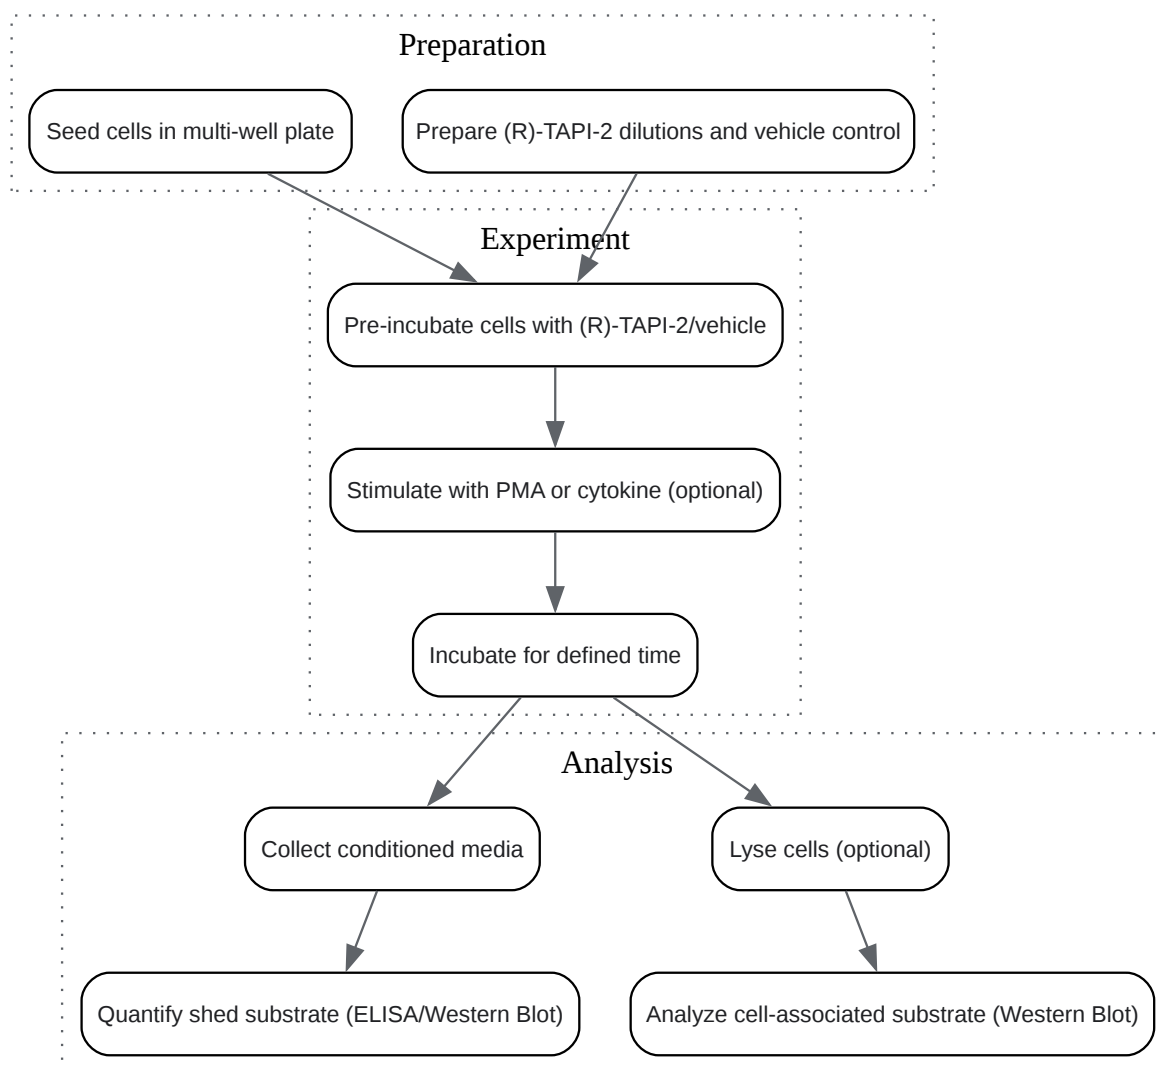 Preparation
Seed cells in multi-well plate
Prepare (R)-TAPI-2 dilutions and vehicle control
Experiment
Pre-incubate cells with (R)-TAPI-2/vehicle
Stimulate with PMA or cytokine (optional)
Incubate for defined time
Analysis
Collect conditioned media
Lyse cells (optional)
Quantify shed substrate (ELISA/Western Blot)
Analyze cell-associated substrate (Western Blot)